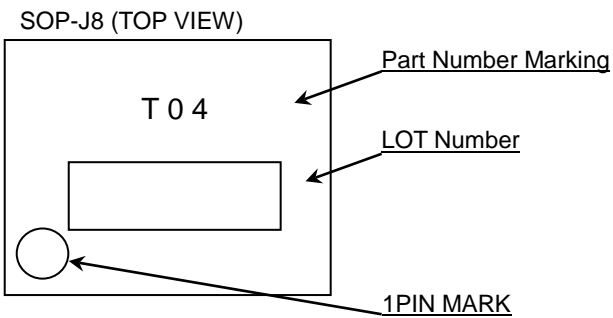 SOP-J8 (TOP VIEW)
Part Number Marking
T 0 4
LOT Number
1PIN MARK